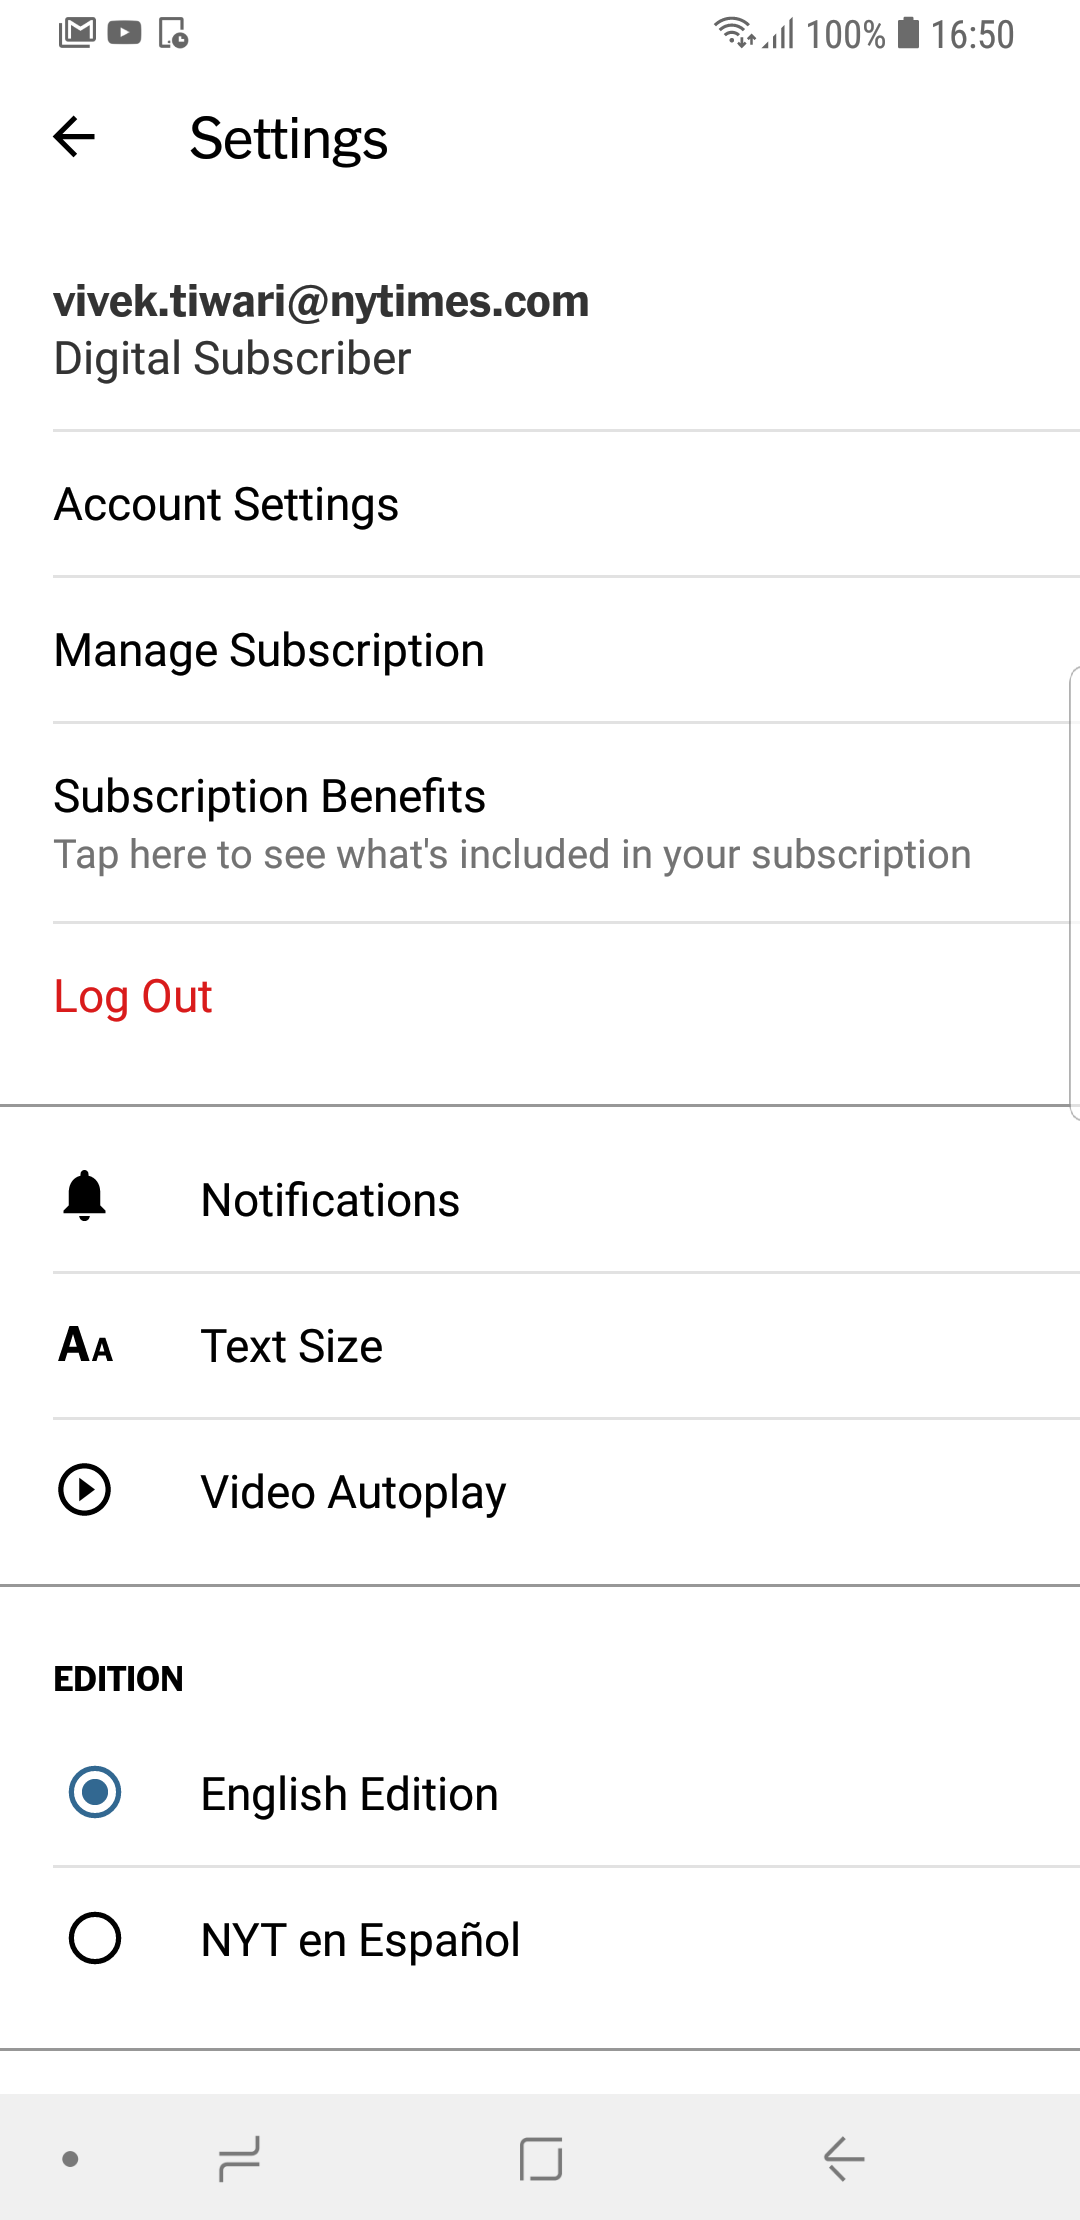 100% 16:50
Settings
vivek.tiwari@nytimes.com
Digital Subscriber
Account Settings
Manage Subscription
Subscription Benefits
Tap here to see what's included in your subscription
Log Out
Notifications
AA Text Size
Video Autoplay
EDITION
English Edition
NYT en Español